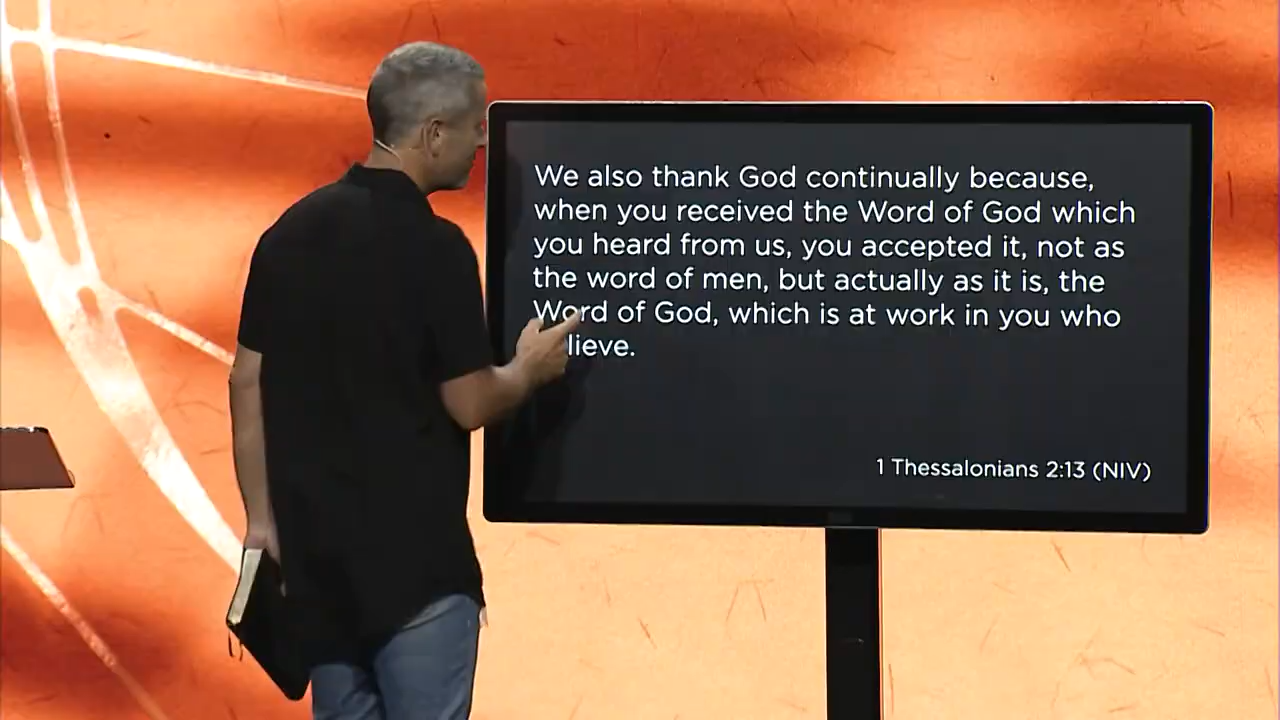 We also thank God continually because,
when you received the Word of God which
you heard from us, you accepted it, not as
the word of men, but actually as it is, the
Word of God, which is at work in you who
lieve.
1 Thessalonians 2:13 (NIV)